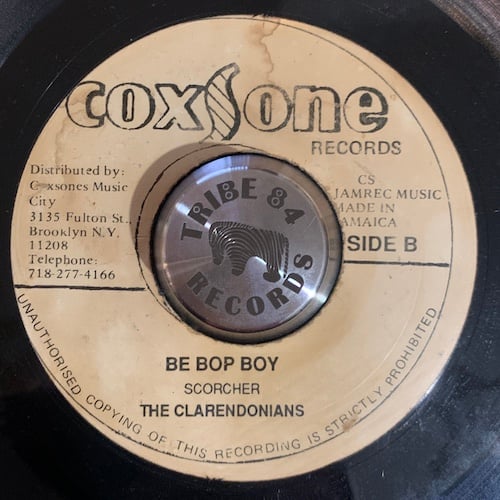 coxsone
RECORDS
Distributed by:
Coxsones Music
City
3135 Fulton St.,
Brooklyn N.Y.
11208
Telephone:
718-277-4166
CS
JAMREC MUSIC
MADE IN
JAMAICA
SIDE B
TRIBE 84
RECORDS
BE BOP BOY
SCORCHER
THE CLARENDONIANS
UNAUTHORISED COPYING OF THIS RECORDING IS STRICTLY PROHIBITED